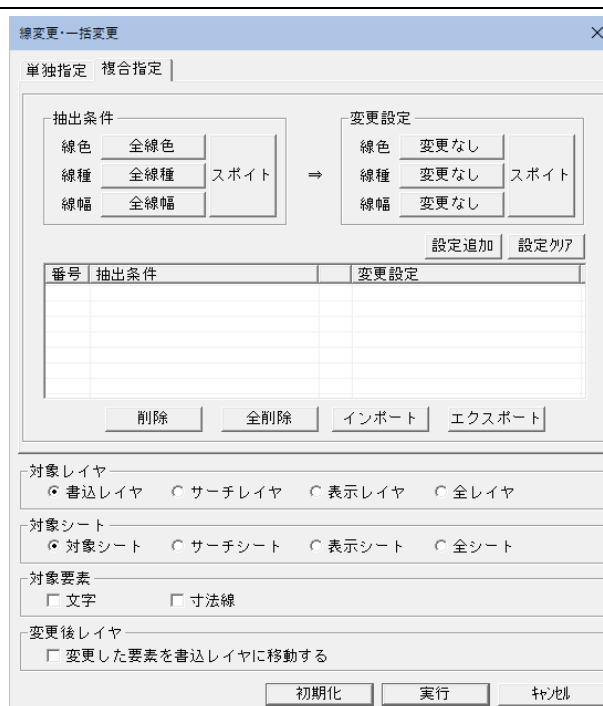 線変更・一括変更
単独指定 複合指定
抽出条件 変更設定
線色 全線色 線色 変更なし
線種 全線種 スポイト ⇒ 線種 変更なし スポイト
線幅 全線幅 線幅 変更なし
設定追加 設定ｸﾘｱ
番号 抽出条件 変更設定
削除 全削除 インポート エクスポート
対象レイヤ
書込レイヤ サーチレイヤ 表示レイヤ 全レイヤ
対象シート
対象シート サーチシート 表示シート 全シート
対象要素
文字 寸法線
変更後レイヤ
変更した要素を書込レイヤに移動する
初期化 実行 ｷｬﾝｾﾙ